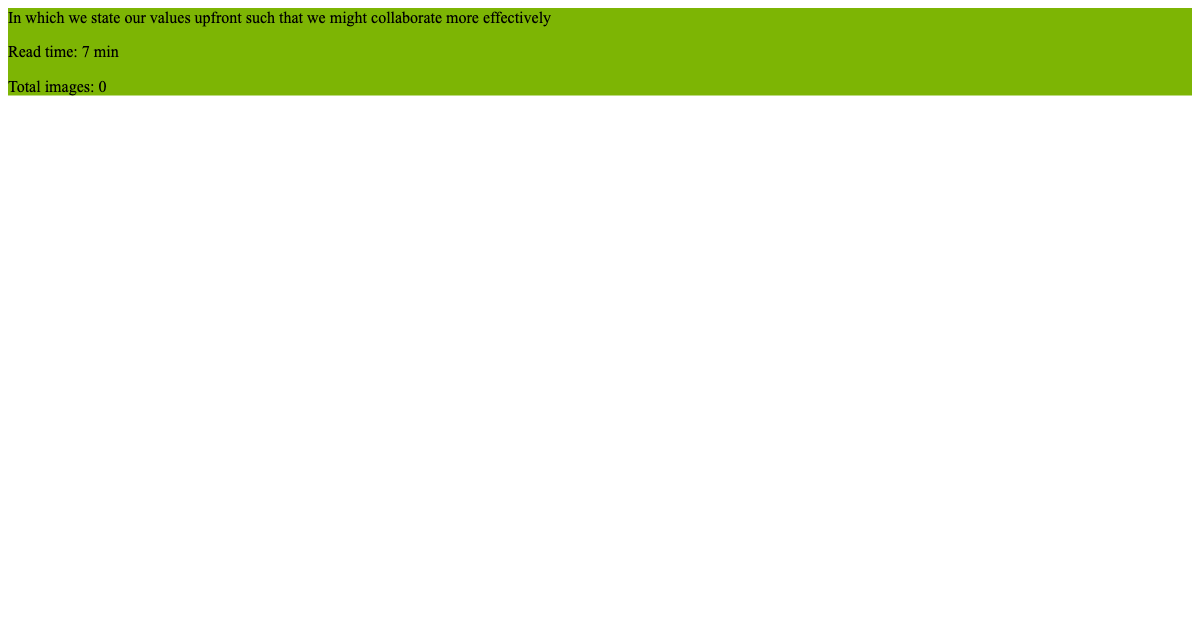 In which we state our values upfront such that we might collaborate more effectively
Read time: 7 min
Total images: 0